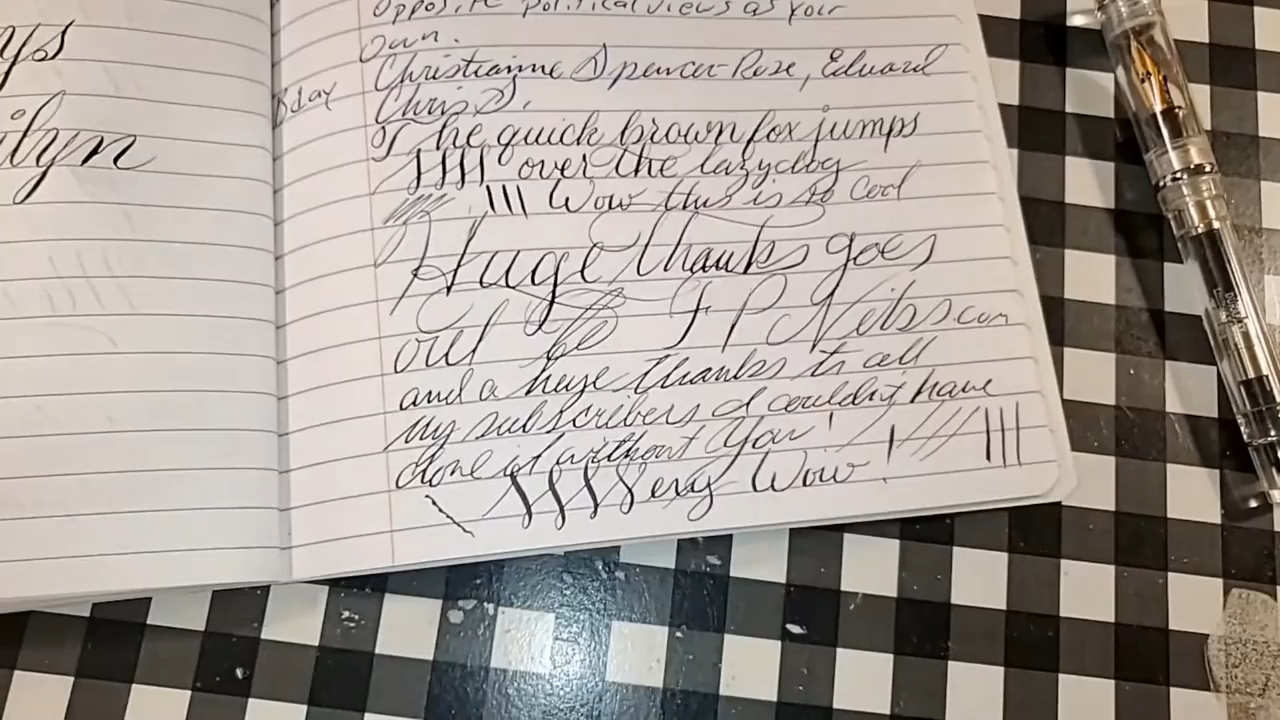 ys
ilyn
opposite political views as your
own.
Bday
Christianne Spencer-Rose, Edward
Chris S.
The quick brown fox jumps
over the lazy dog
Wow this is so Cool
Huge thanks goes
out to FPNibs.com
and a huge thanks to all
my subscribers I couldn't have
done it without you!
Very Wow!